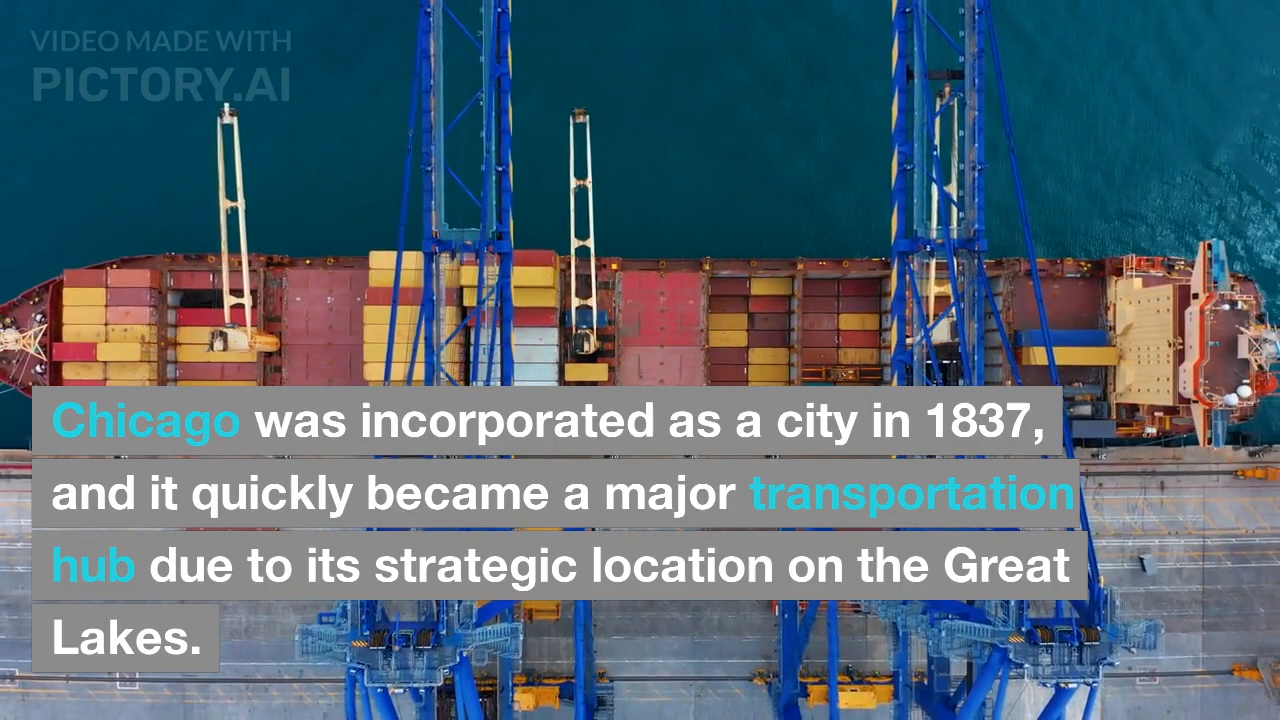 VIDEO MADE WITH
PICTORY.AI
Chicago was incorporated as a city in 1837,
and it quickly became a major transportation
hub due to its strategic location on the Great
Lakes.